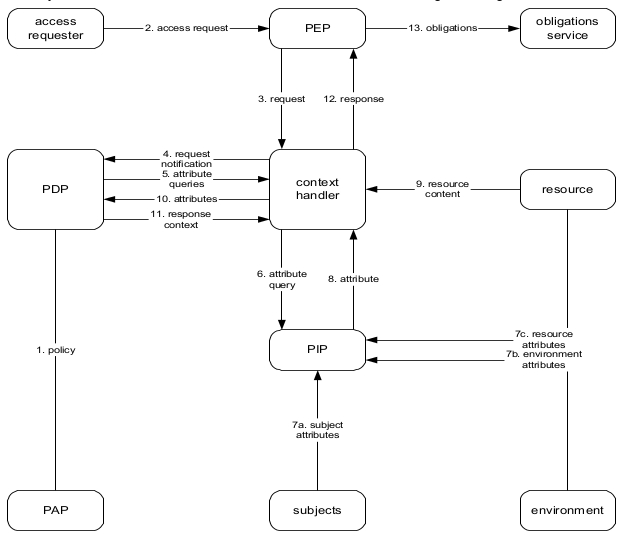 access
requester
2. access request
PEP
13. obligations
obligations
service
3. request
12. response
PDP
4. request
notification
5. attribute
queries
10. attributes
11. response
context
context
handler
9. resource
content
resource
6. attribute
query
8. attribute
1. policy
PIP
7c. resource
attributes
7b. environment
attributes
7a. subject
attributes
PAP
subjects
environment